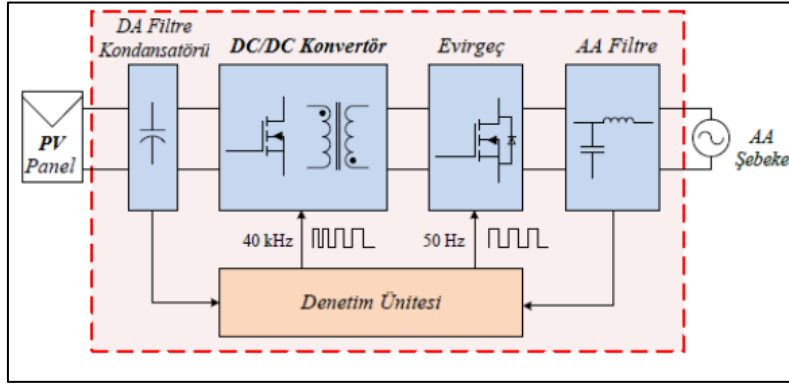 DA Filtre
Kondansatörü
DC/DC Konvertör
Evirgeç
AA Filtre
PV
Panel
AA
Şebeke
40 kHz
50 Hz
Denetim Ünitesi